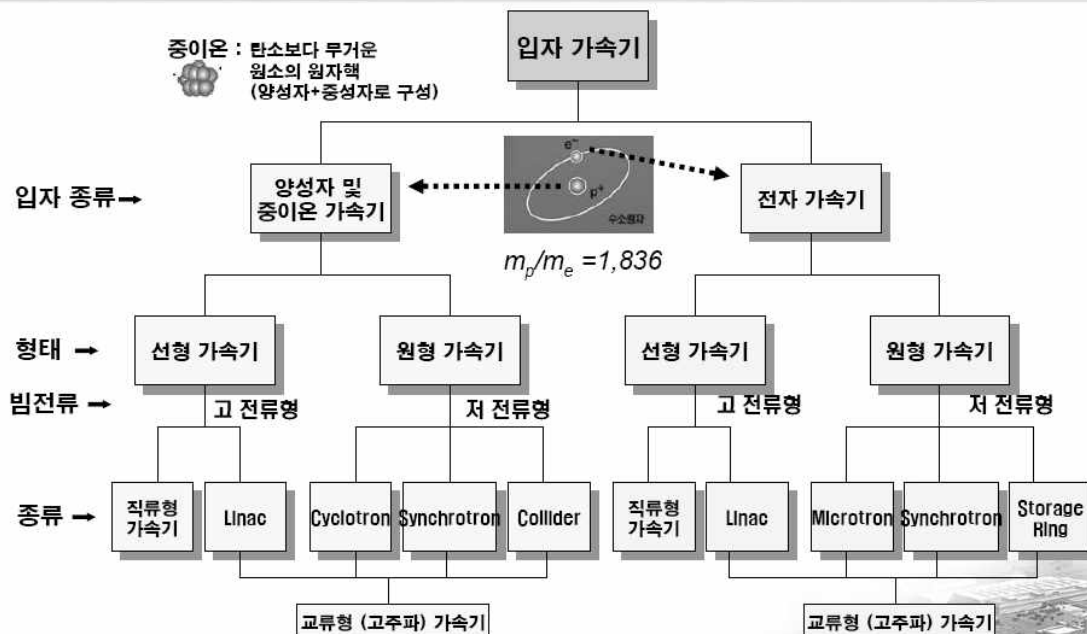 입자 가속기
중이온 : 탄소보다 무거운
원소의 원자핵
(양성자+중성자로 구성)
입자 종류→
양성자 및
중이온 가속기
e⁻
p⁺
수소원자
전자 가속기
m_p/m_e =1,836
형태 →
선형 가속기
원형 가속기
선형 가속기
원형 가속기
빔전류 →
고 전류형
저 전류형
고 전류형
저 전류형
종류 →
직류형
가속기
Linac
Cyclotron
Synchrotron
Collider
직류형
가속기
Linac
Microtron
Synchrotron
Storage
Ring
교류형 (고주파) 가속기
교류형 (고주파) 가속기